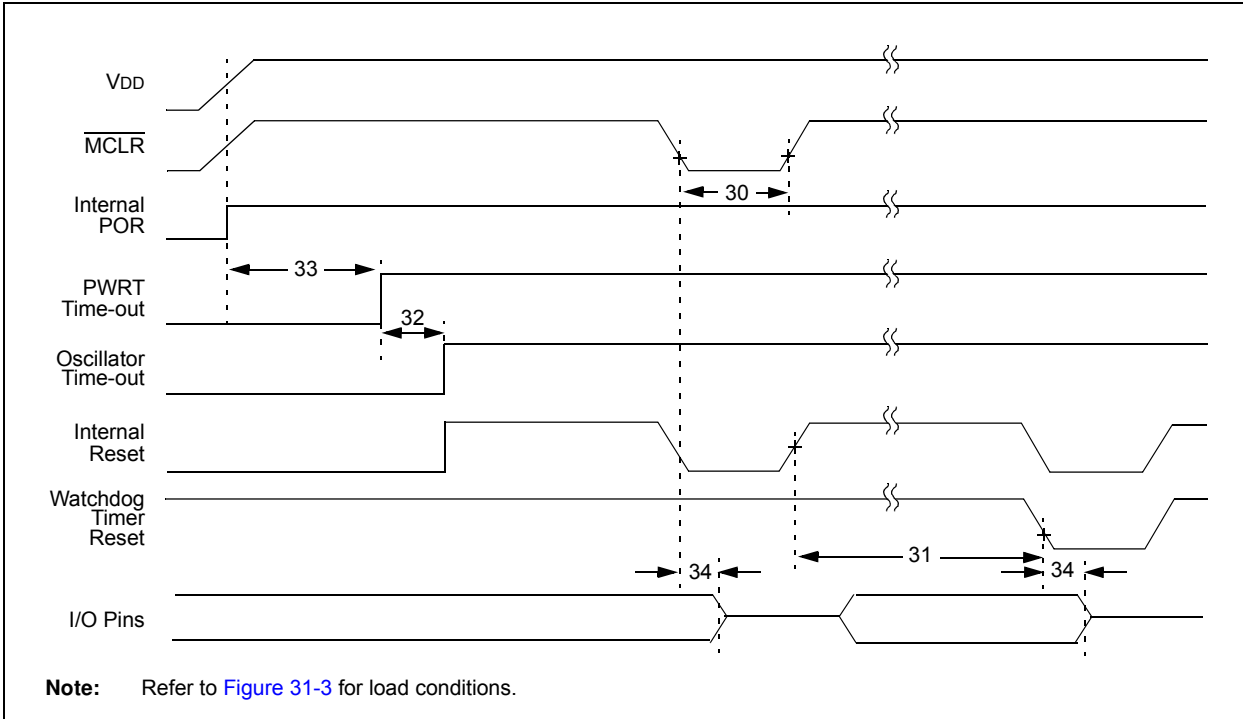 VDD
MCLR
30
Internal
POR
33
PWRT
Time-out
32
Oscillator
Time-out
Internal
Reset
Watchdog
Timer
Reset
31
34
34
I/O Pins
Note: Refer to Figure 31-3 for load conditions.